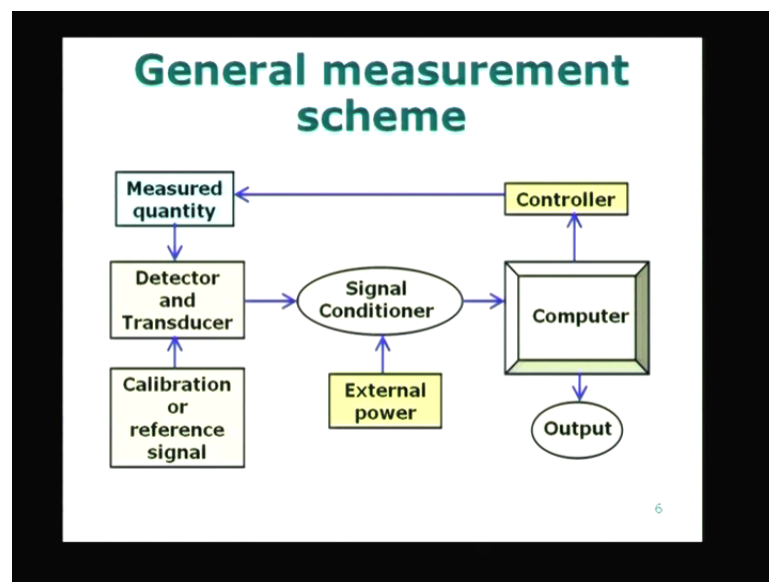 General measurement
scheme
Measured
quantity
Controller
Detector
and
Transducer
Signal
Conditioner
Computer
Calibration
or
reference
signal
External
power
Output
6